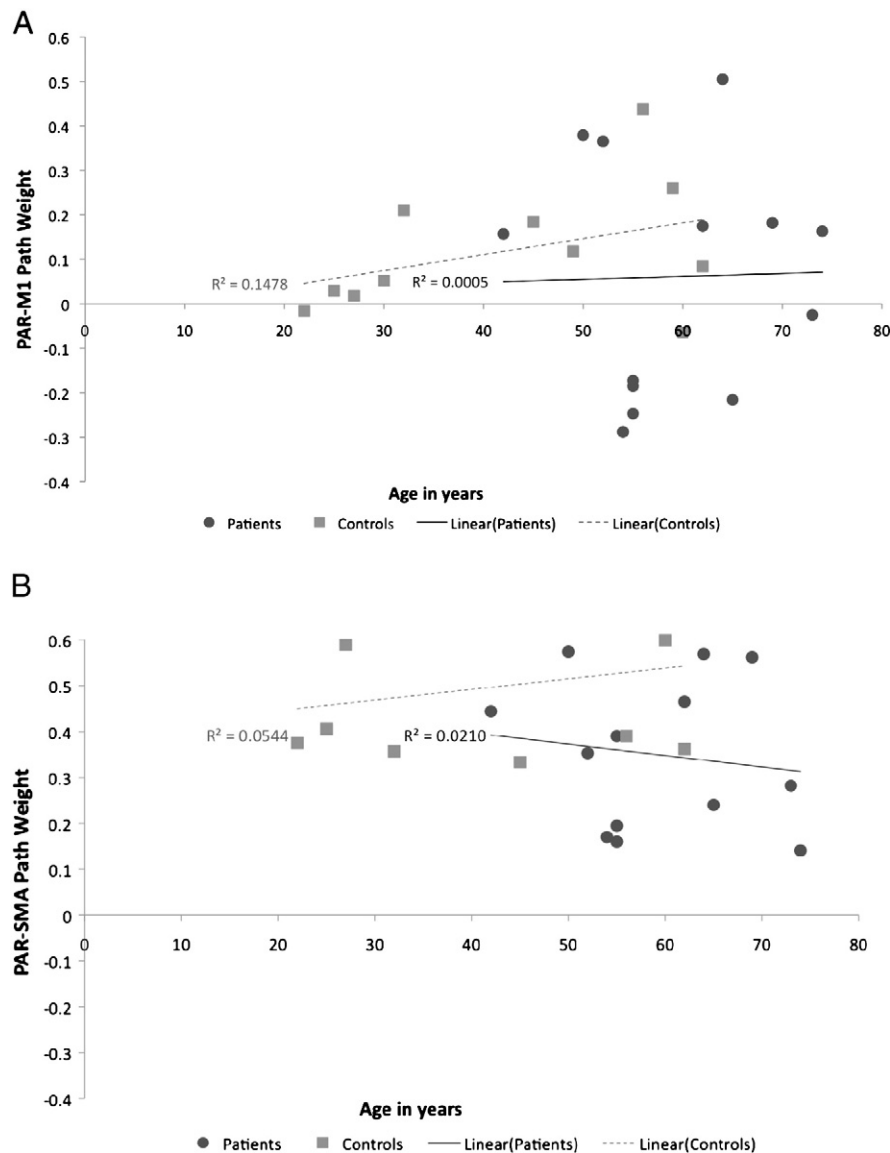 A
0.6
0.5
0.4
0.3
0.2
0.1
0
-0.1
-0.2
-0.3
-0.4
PAR-M1 Path Weight
R² = 0.1478
R² = 0.0005
0 10 20 30 40 50 60 70 80
Age in years
Patients Controls Linear(Patients) Linear(Controls)
B
0.6
0.5
0.4
0.3
0.2
0.1
0
-0.1
-0.2
-0.3
-0.4
PAR-SMA Path Weight
R² = 0.0544
R² = 0.0210
0 10 20 30 40 50 60 70 80
Age in years
Patients Controls Linear(Patients) Linear(Controls)